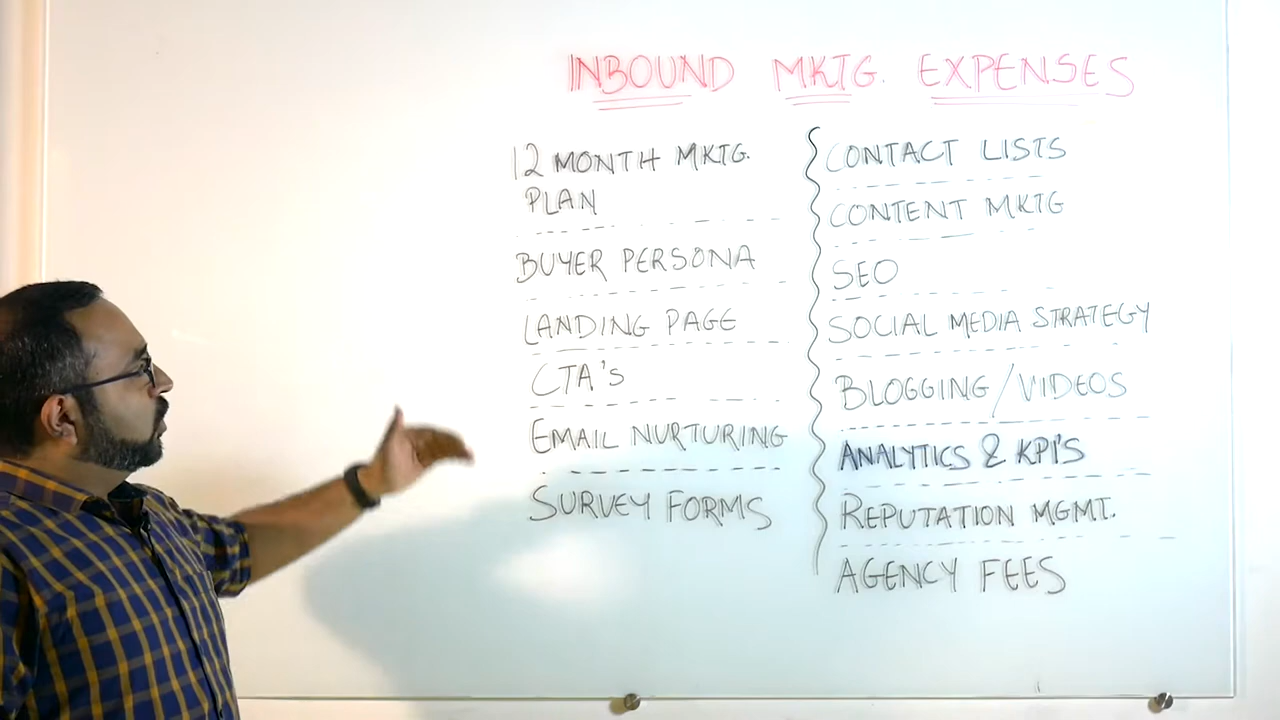 INBOUND MKTG. EXPENSES
12 MONTH MKTG.
PLAN
BUYER PERSONA
LANDING PAGE
CTA's
EMAIL NURTURING
SURVEY FORMS
CONTACT LISTS
CONTENT MKTG
SEO
SOCIAL MEDIA STRATEGY
BLOGGING/VIDEOS
ANALYTICS & KPI'S
REPUTATION MGMT.
AGENCY FEES